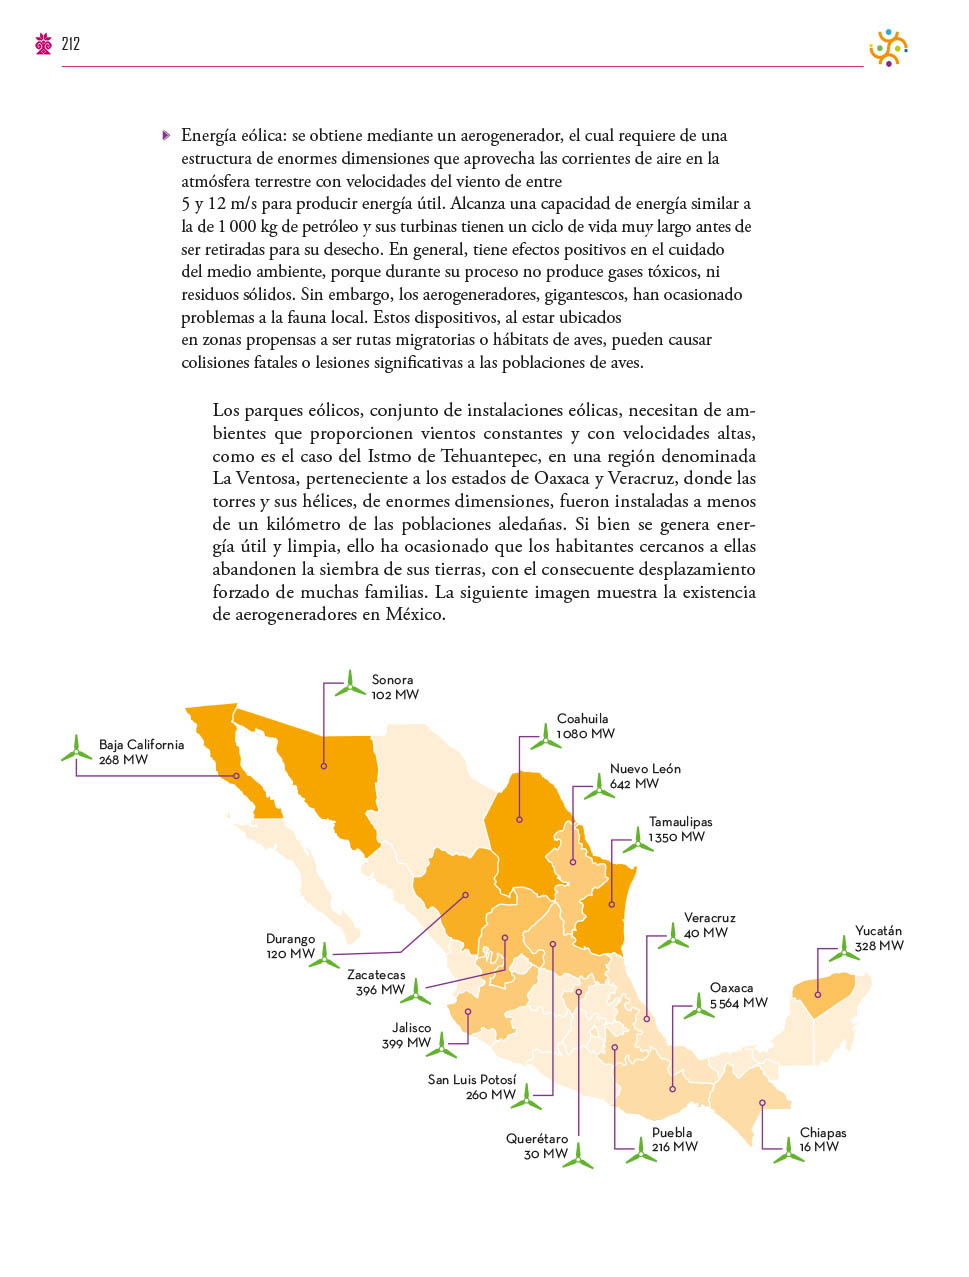 212
Energía eólica: se obtiene mediante un aerogenerador, el cual requiere de una
estructura de enormes dimensiones que aprovecha las corrientes de aire en la
atmósfera terrestre con velocidades del viento de entre
5 y 12 m/s para producir energía útil. Alcanza una capacidad de energía similar a
la de 1 000 kg de petróleo y sus turbinas tienen un ciclo de vida muy largo antes de
ser retiradas para su desecho. En general, tiene efectos positivos en el cuidado
del medio ambiente, porque durante su proceso no produce gases tóxicos, ni
residuos sólidos. Sin embargo, los aerogeneradores, gigantescos, han ocasionado
problemas a la fauna local. Estos dispositivos, al estar ubicados
en zonas propensas a ser rutas migratorias o hábitats de aves, pueden causar
colisiones fatales o lesiones significativas a las poblaciones de aves.
Los parques eólicos, conjunto de instalaciones eólicas, necesitan de am-
bientes que proporcionen vientos constantes y con velocidades altas,
como es el caso del Istmo de Tehuantepec, en una región denominada
La Ventosa, perteneciente a los estados de Oaxaca y Veracruz, donde las
torres y sus hélices, de enormes dimensiones, fueron instaladas a menos
de un kilómetro de las poblaciones aledañas. Si bien se genera ener-
gía útil y limpia, ello ha ocasionado que los habitantes cercanos a ellas
abandonen la siembra de sus tierras, con el consecuente desplazamiento
forzado de muchas familias. La siguiente imagen muestra la existencia
de aerogeneradores en México.
Sonora
102 MW
Baja California
268 MW
Coahuila
1 080 MW
Nuevo León
642 MW
Tamaulipas
1 350 MW
Veracruz
40 MW
Yucatán
328 MW
Durango
120 MW
Zacatecas
396 MW
Oaxaca
5 564 MW
Jalisco
399 MW
San Luis Potosí
260 MW
Querétaro
30 MW
Puebla
216 MW
Chiapas
16 MW